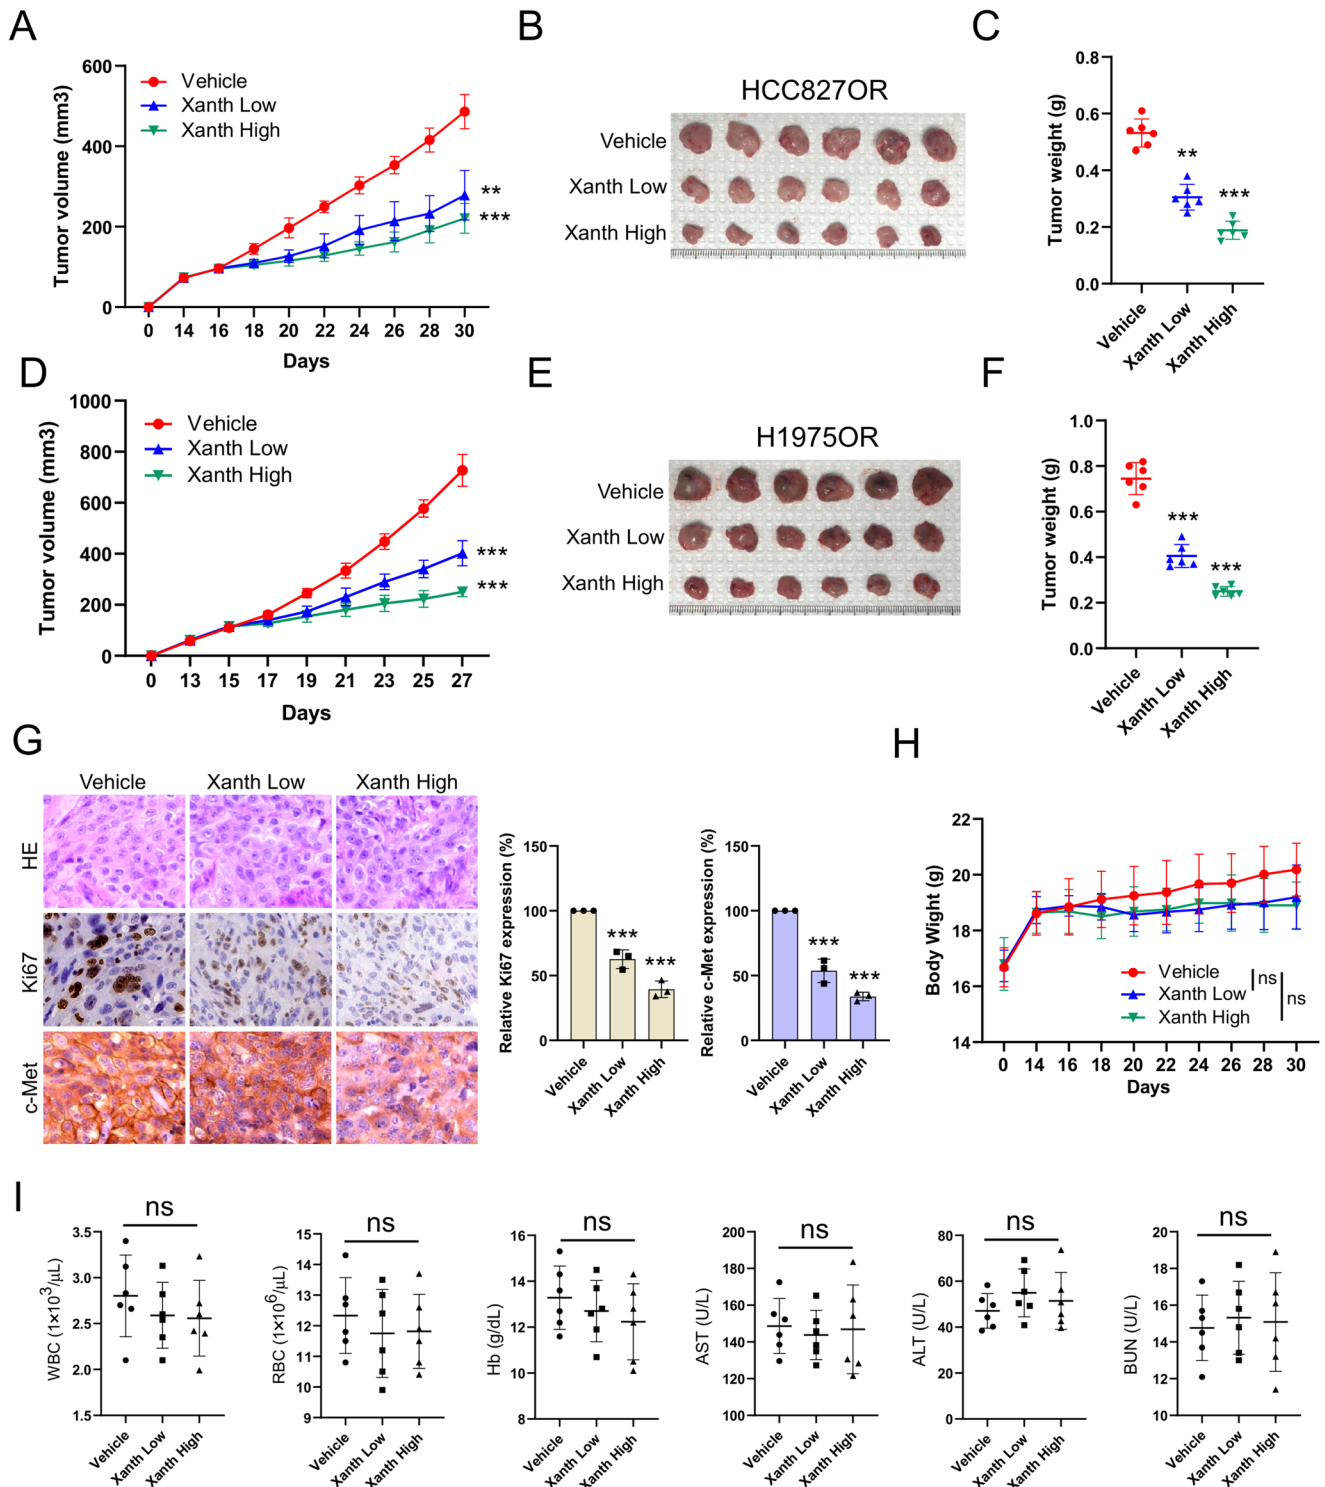 A
Tumor volume (mm3)
600
400
200
0
Vehicle
Xanth Low
Xanth High
**
***
0 14 16 18 20 22 24 26 28 30
Days
B
HCC827OR
Vehicle
Xanth Low
Xanth High
C
Tumor weight (g)
0.8
0.6
0.4
0.2
0.0
**
***
Vehicle
Xanth Low
Xanth High
D
Tumor volume (mm3)
1000
800
600
400
200
0
Vehicle
Xanth Low
Xanth High
***
***
0 13 15 17 19 21 23 25 27
Days
E
H1975OR
Vehicle
Xanth Low
Xanth High
F
Tumor weight (g)
1.0
0.8
0.6
0.4
0.2
0.0
***
***
Vehicle
Xanth Low
Xanth High
G
Vehicle Xanth Low Xanth High
HE
Ki67
c-Met
Relative Ki67 expression (%)
150
100
50
0
***
***
Vehicle
Xanth Low
Xanth High
Relative c-Met expression (%)
150
100
50
0
***
***
Vehicle
Xanth Low
Xanth High
H
Body Wight (g)
22
20
18
16
14
Vehicle
Xanth Low
Xanth High
ns
ns
0 14 16 18 20 22 24 26 28 30
Days
I
WBC (1×10³/μL)
3.5
3.0
2.5
2.0
1.5
ns
Vehicle
Xanth Low
Xanth High
RBC (1×10⁶/μL)
15
14
13
12
11
10
9
ns
Vehicle
Xanth Low
Xanth High
Hb (g/dL)
16
14
12
10
8
ns
Vehicle
Xanth Low
Xanth High
AST (U/L)
200
180
160
140
120
100
ns
Vehicle
Xanth Low
Xanth High
ALT (U/L)
80
60
40
20
0
ns
Vehicle
Xanth Low
Xanth High
BUN (U/L)
20
18
16
14
12
10
ns
Vehicle
Xanth Low
Xanth High